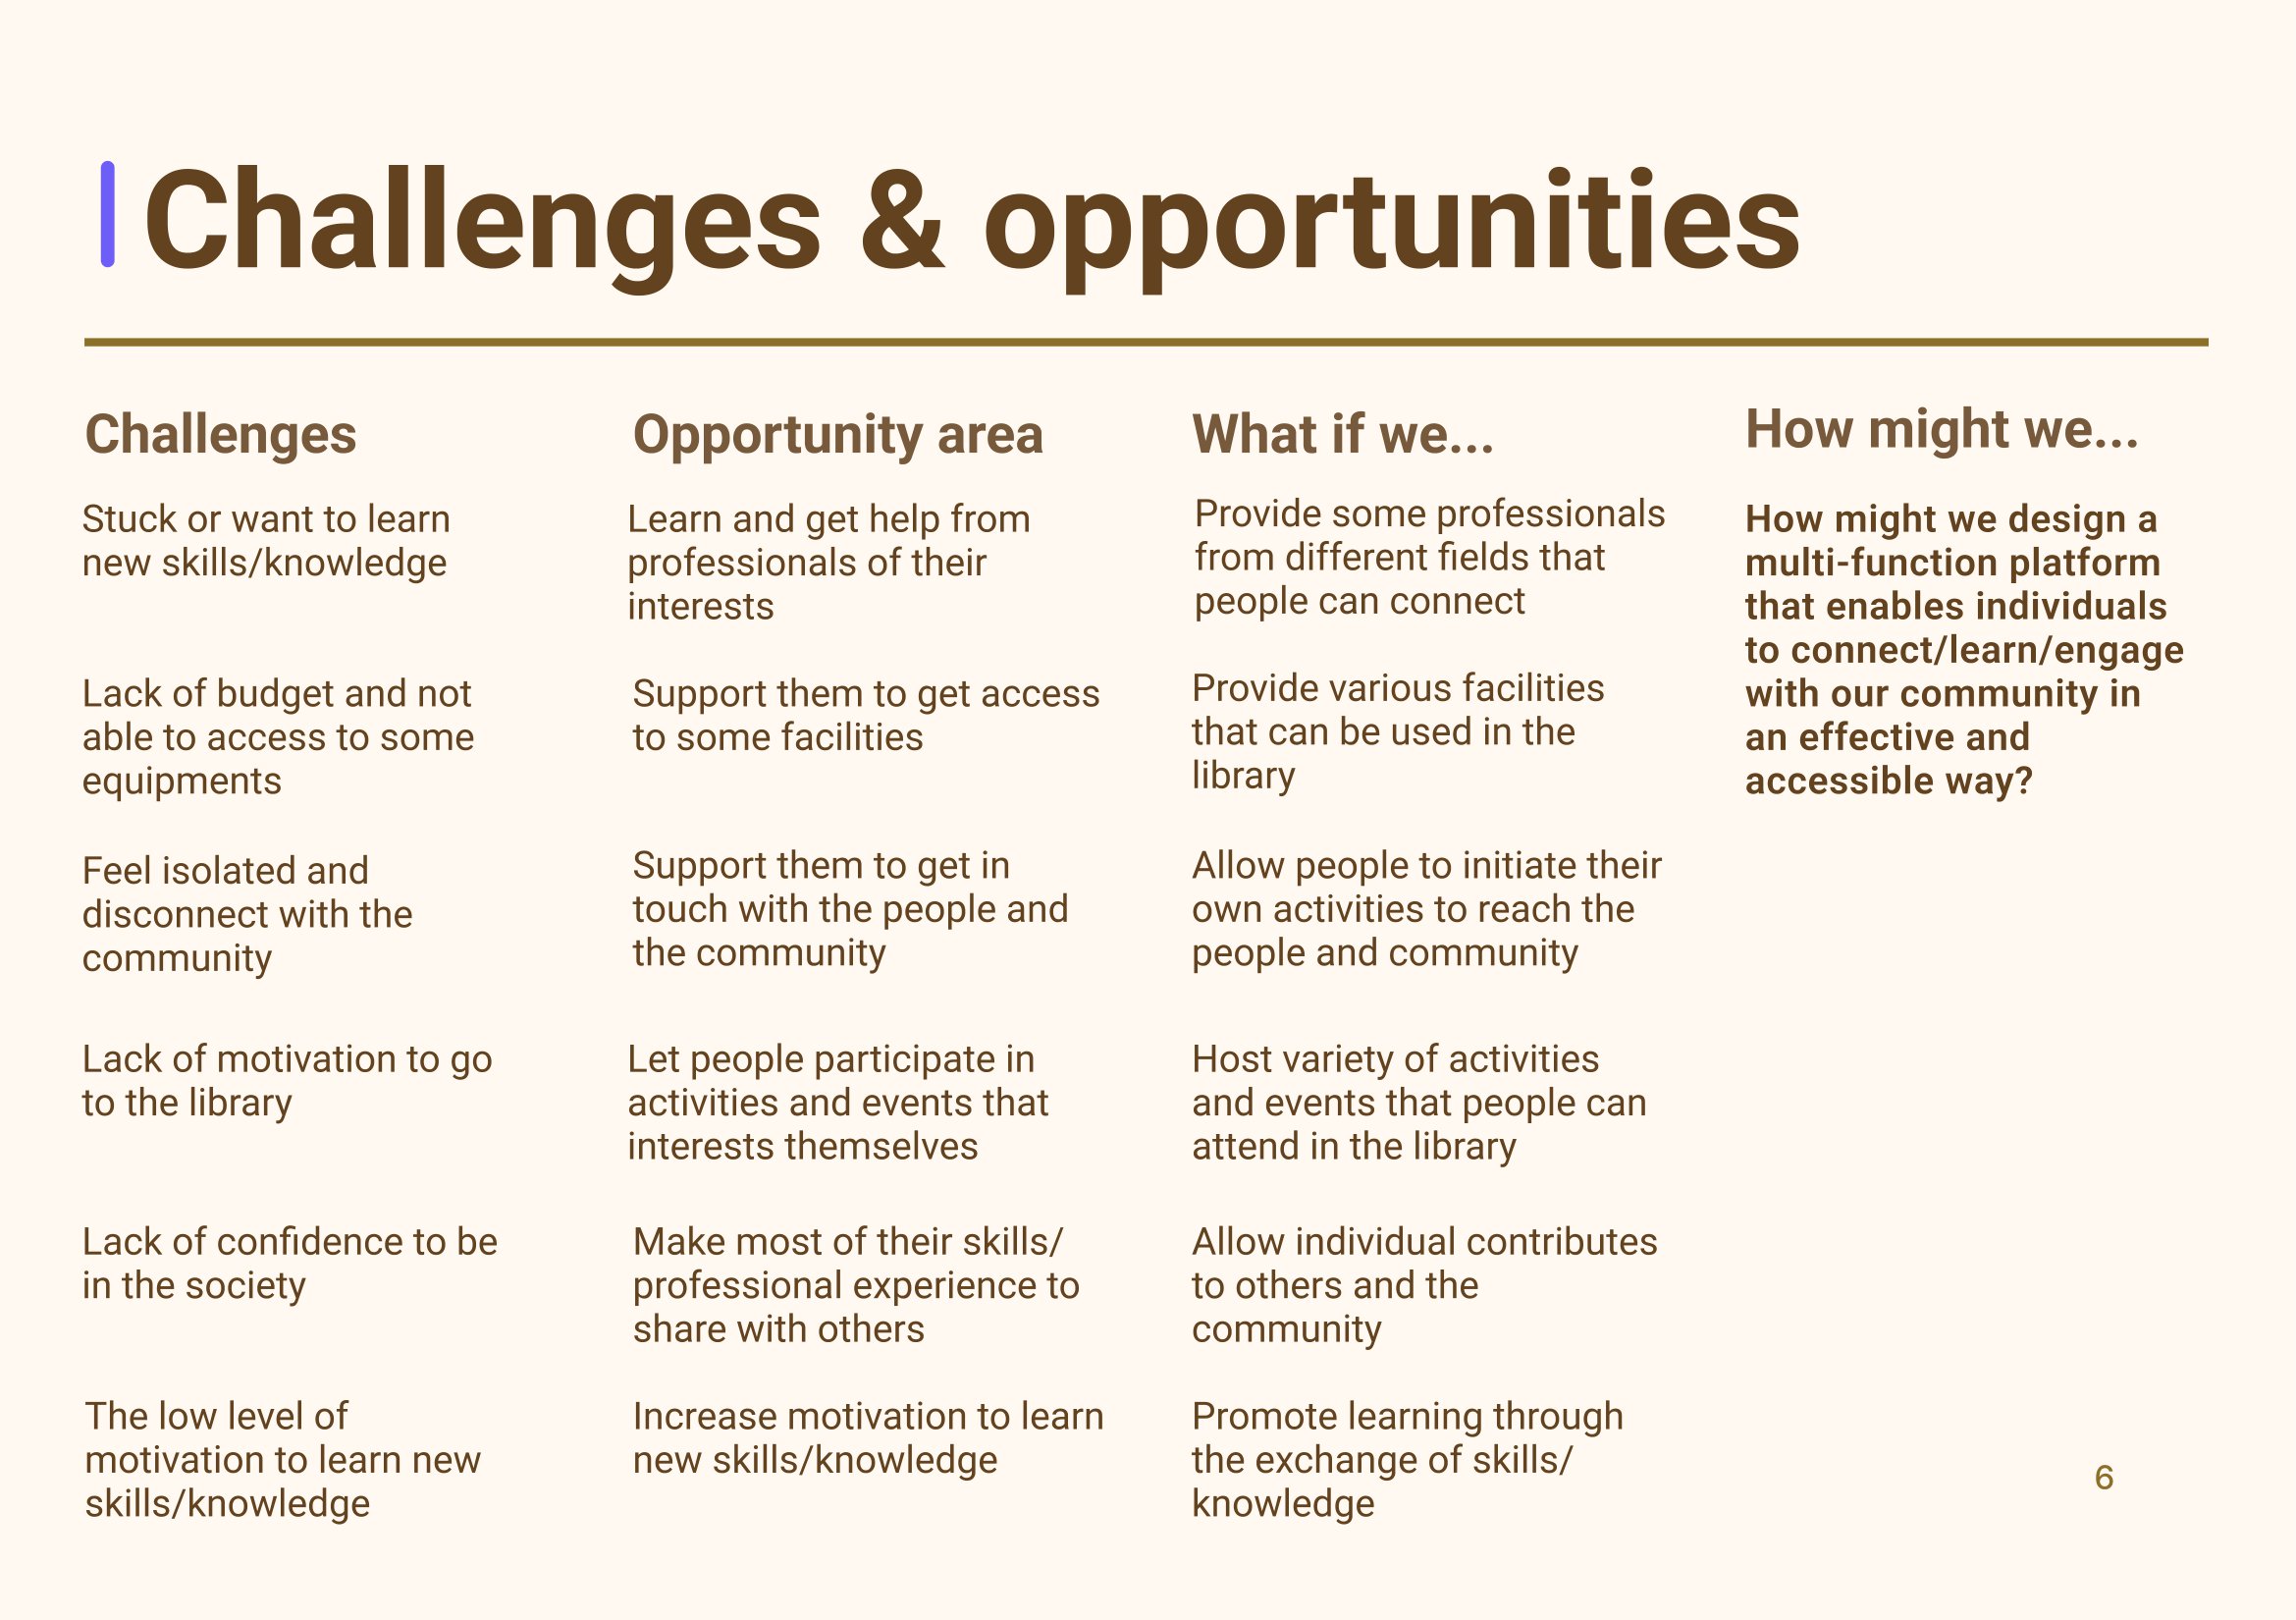 Challenges & opportunities
Challenges
Stuck or want to learn
new skills/knowledge
Lack of budget and not
able to access to some
equipments
Feel isolated and
disconnect with the
community
Lack of motivation to go
to the library
Lack of confidence to be
in the society
The low level of
motivation to learn new
skills/knowledge
Opportunity area
Learn and get help from
professionals of their
interests
Support them to get access
to some facilities
Support them to get in
touch with the people and
the community
Let people participate in
activities and events that
interests themselves
Make most of their skills/
professional experience to
share with others
Increase motivation to learn
new skills/knowledge
What if we...
Provide some professionals
from different fields that
people can connect
Provide various facilities
that can be used in the
library
Allow people to initiate their
own activities to reach the
people and community
Host variety of activities
and events that people can
attend in the library
Allow individual contributes
to others and the
community
Promote learning through
the exchange of skills/
knowledge
How might we...
How might we design a
multi-function platform
that enables individuals
to connect/learn/engage
with our community in
an effective and
accessible way?
6